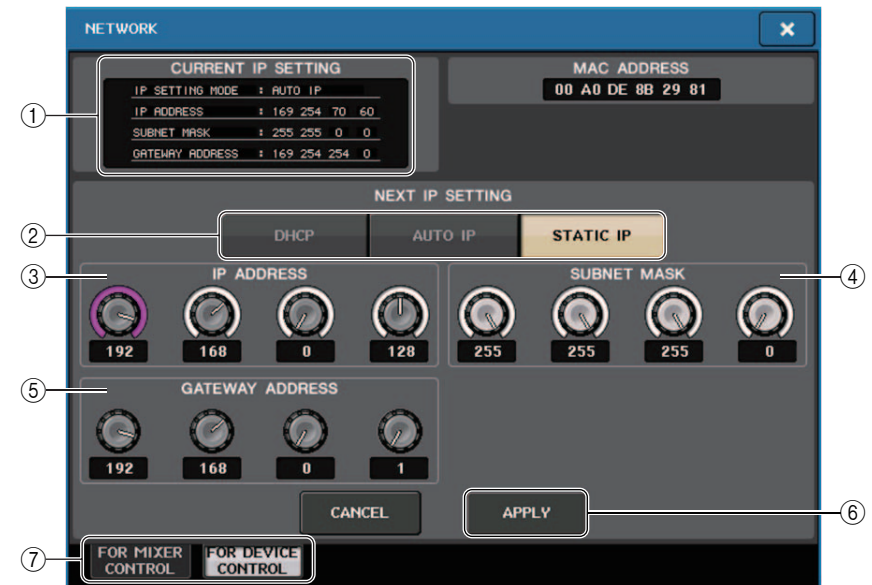 NETWORK
CURRENT IP SETTING
IP SETTING MODE : AUTO IP
IP ADDRESS : 169 254 70 60
SUBNET MASK : 255 255 0 0
GATEWAY ADDRESS : 169 254 254 0
MAC ADDRESS
00 A0 DE 8B 29 81
①
NEXT IP SETTING
②
DHCP AUTO IP STATIC IP
③
IP ADDRESS
192 168 0 128
SUBNET MASK
④
255 255 255 0
⑤
GATEWAY ADDRESS
192 168 0 1
CANCEL APPLY
⑥
⑦
FOR MIXER CONTROL
FOR DEVICE CONTROL